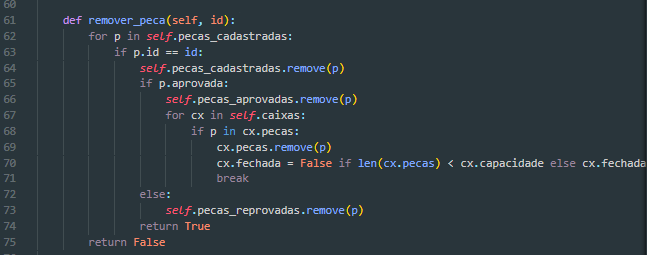 60
61 def remover_peca(self, id):
62 for p in self.pecas_cadastradas:
63 if p.id == id:
64 self.pecas_cadastradas.remove(p)
65 if p.aprovada:
66 self.pecas_aprovadas.remove(p)
67 for cx in self.caixas:
68 if p in cx.pecas:
69 cx.pecas.remove(p)
70 cx.fechada = False if len(cx.pecas) < cx.capacidade else cx.fechada
71 break
72 else:
73 self.pecas_reprovadas.remove(p)
74 return True
75 return False